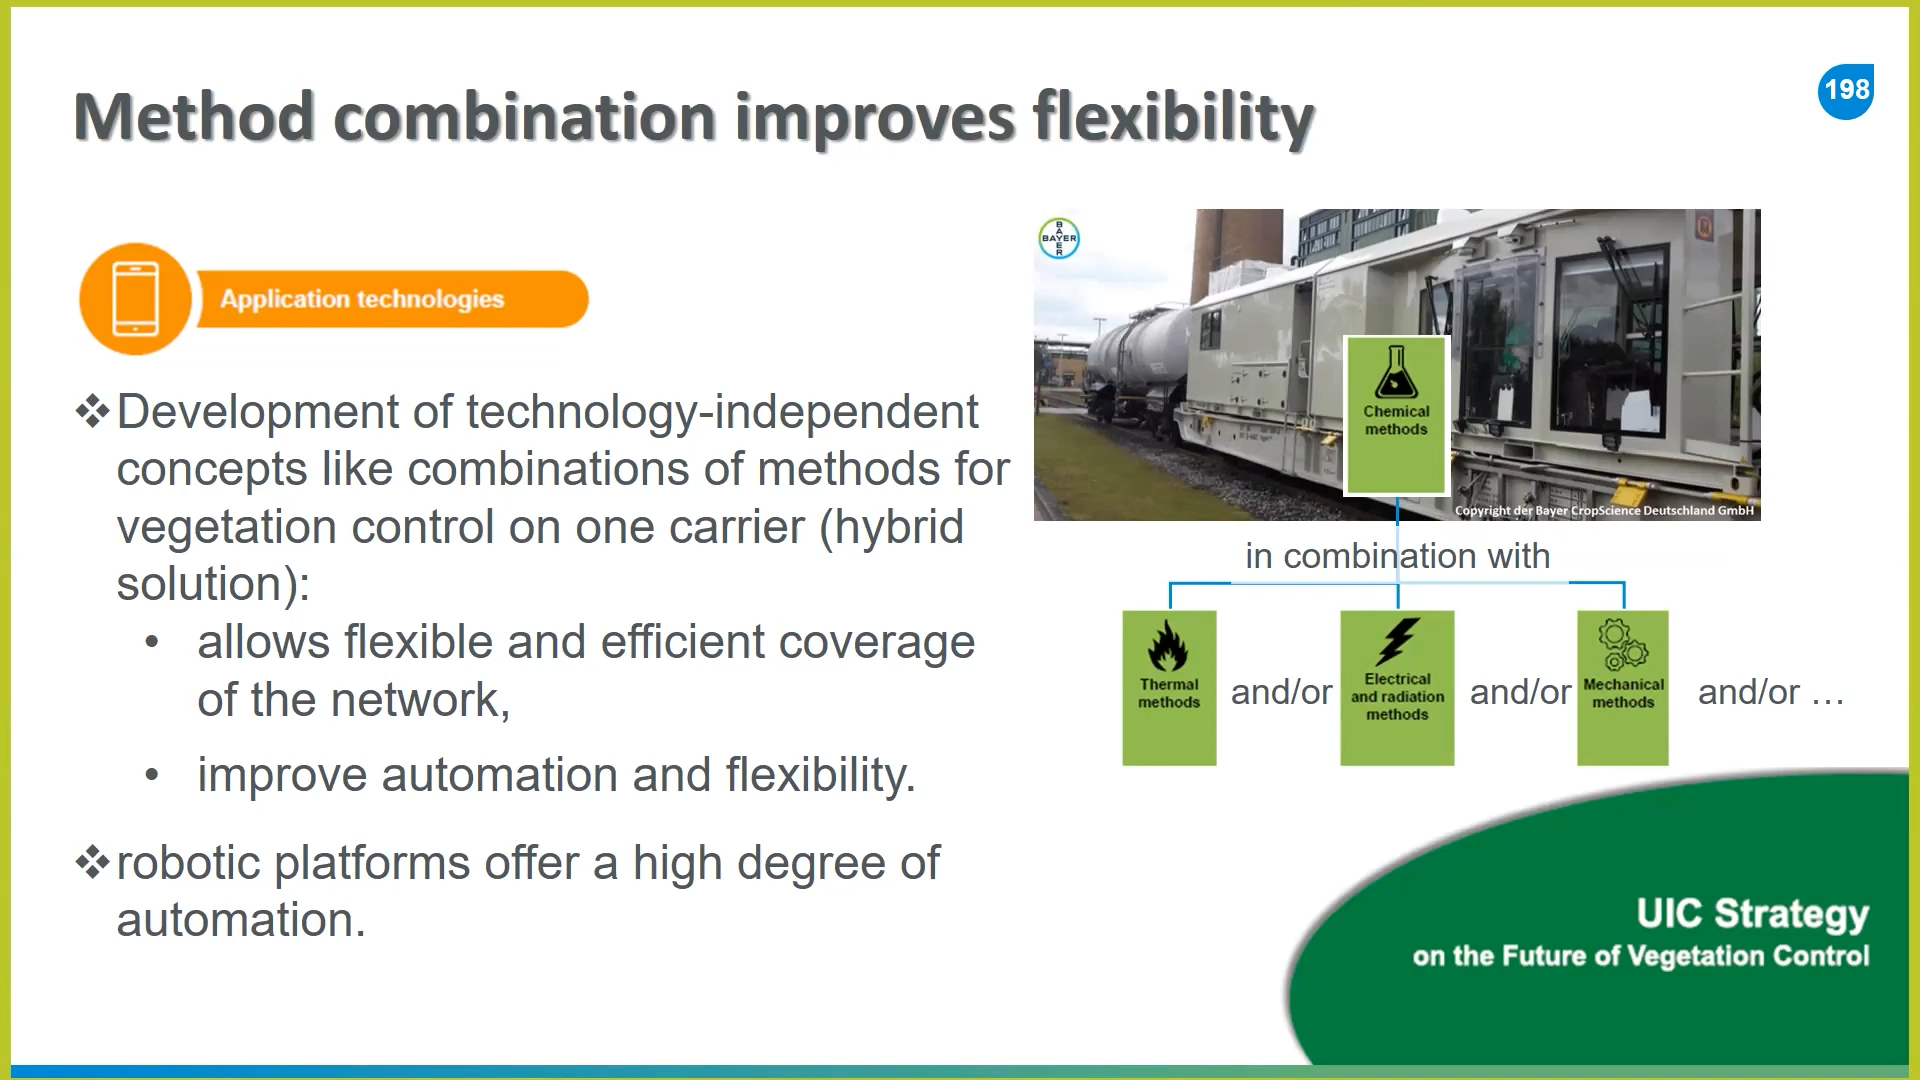 Method combination improves flexibility
198
Application technologies
❖Development of technology-independent
concepts like combinations of methods for
vegetation control on one carrier (hybrid
solution):
• allows flexible and efficient coverage
of the network,
• improve automation and flexibility.
❖robotic platforms offer a high degree of
automation.
BAYER
BAYER
Chemical
methods
Copyright der Bayer CropScience Deutschland GmbH
in combination with
Thermal
methods
and/or
Electrical
and radiation
methods
and/or
Mechanical
methods
and/or …
UIC Strategy
on the Future of Vegetation Control